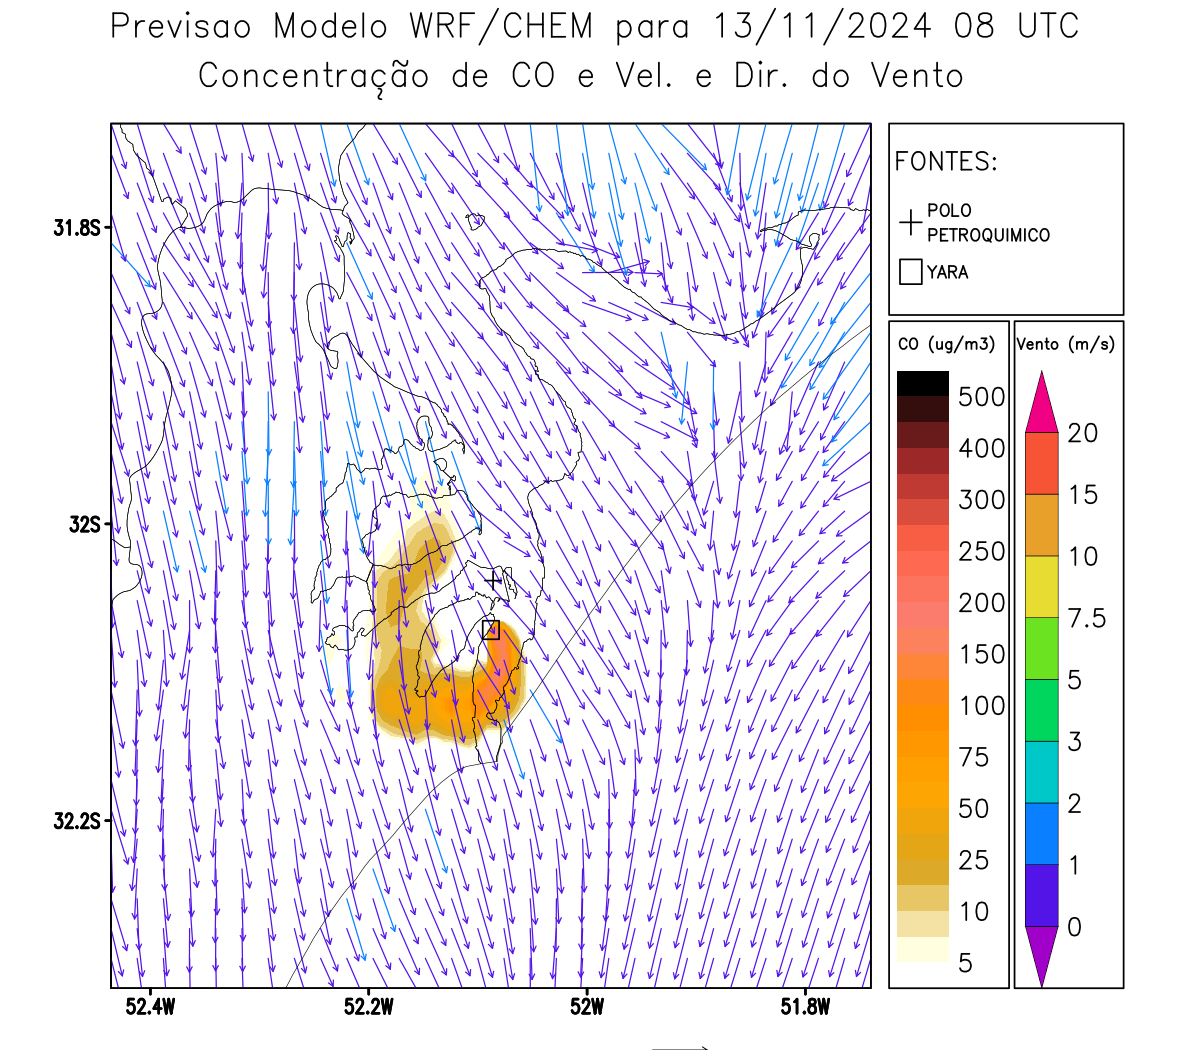 Previsao Modelo WRF/CHEM para 13/11/2024 08 UTC
Concentração de CO e Vel. e Dir. do Vento
FONTES:
POLO
PETROQUIMICO
YARA
CO (ug/m3)
500
400
300
250
200
150
100
75
50
25
10
5
Vento (m/s)
20
15
10
7.5
5
3
2
1
0
31.8S
32S
32.2S
52.4W
52.2W
52W
51.8W